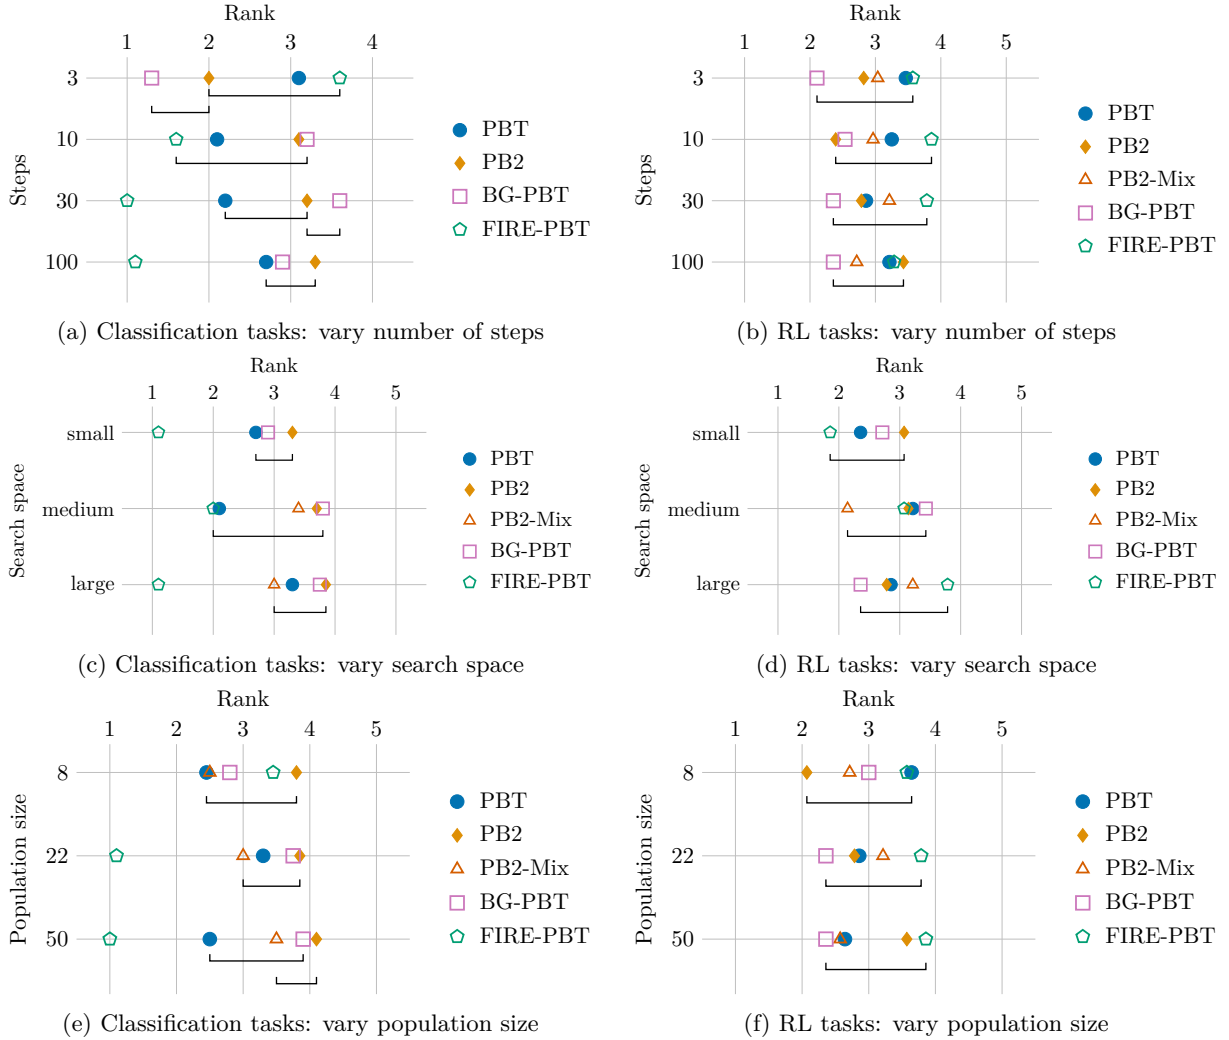 Rank
1 2 3 4
Steps
3
10
30
100
PBT
PB2
BG-PBT
FIRE-PBT
(a) Classification tasks: vary number of steps
Rank
1 2 3 4 5
Steps
3
10
30
100
PBT
PB2
PB2-Mix
BG-PBT
FIRE-PBT
(b) RL tasks: vary number of steps
Rank
1 2 3 4 5
Search space
small
medium
large
PBT
PB2
PB2-Mix
BG-PBT
FIRE-PBT
(c) Classification tasks: vary search space
Rank
1 2 3 4 5
Search space
small
medium
large
PBT
PB2
PB2-Mix
BG-PBT
FIRE-PBT
(d) RL tasks: vary search space
Rank
1 2 3 4 5
Population size
8
22
50
PBT
PB2
PB2-Mix
BG-PBT
FIRE-PBT
(e) Classification tasks: vary population size
Rank
1 2 3 4 5
Population size
8
22
50
PBT
PB2
PB2-Mix
BG-PBT
FIRE-PBT
(f) RL tasks: vary population size